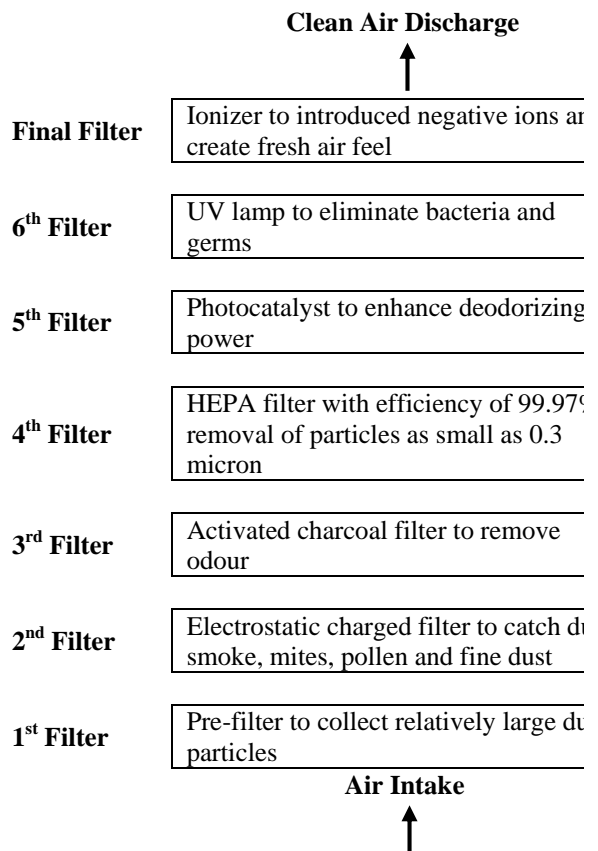 Clean Air Discharge
Final Filter
Ionizer to introduced negative ions
create fresh air feel
6th Filter
UV lamp to eliminate bacteria and
germs
5th Filter
Photocatalyst to enhance deodorizing
power
4th Filter
HEPA filter with efficiency of 99.97%
removal of particles as small as 0.3
micron
3rd Filter
Activated charcoal filter to remove
odour
2nd Filter
Electrostatic charged filter to catch du
smoke, mites, pollen and fine dust
1st Filter
Pre-filter to collect relatively large du
particles
Air Intake